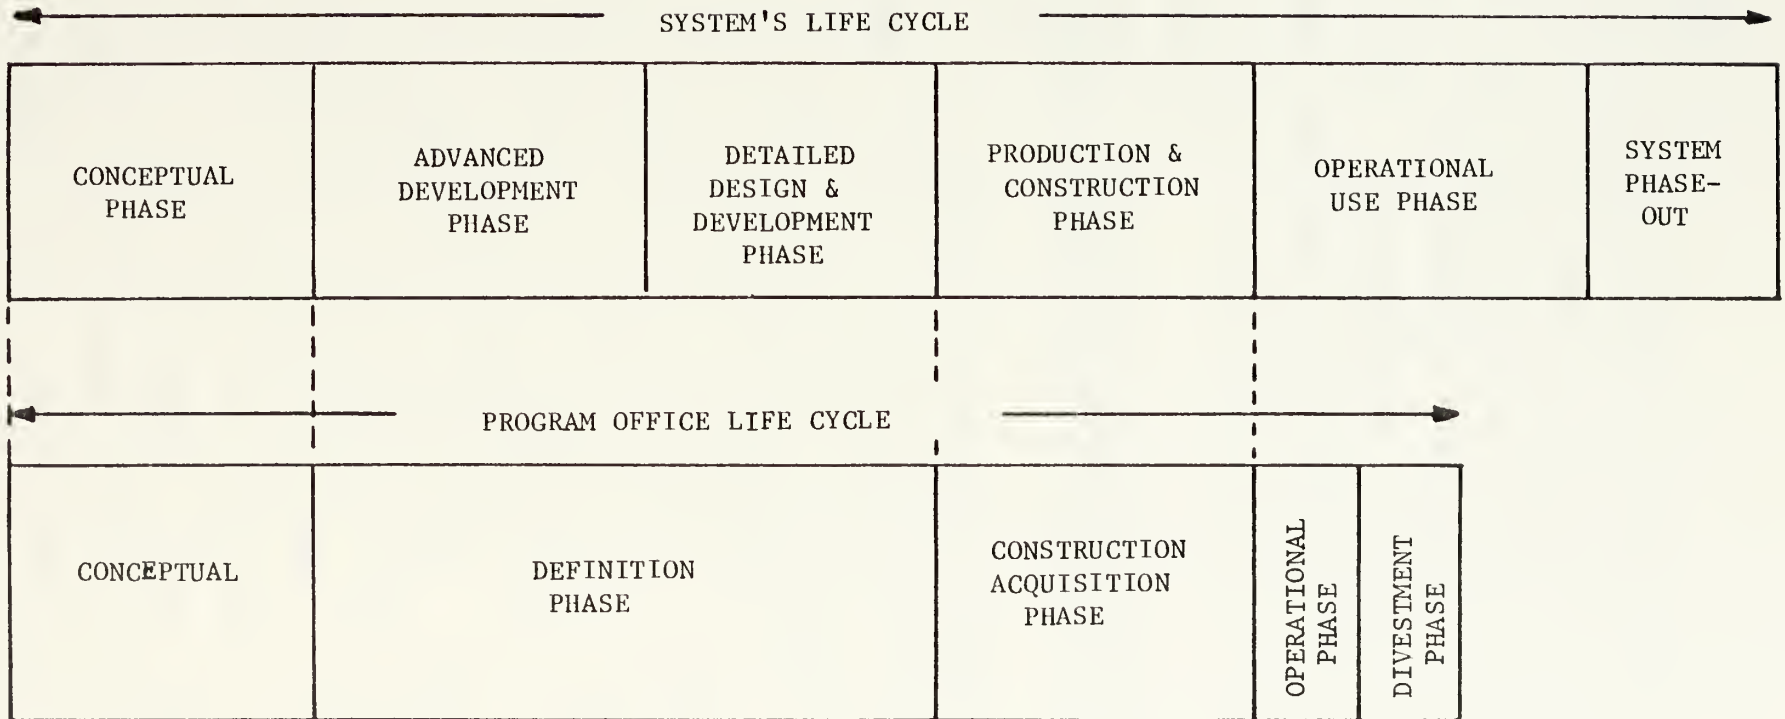 SYSTEM'S LIFE CYCLE
CONCEPTUAL
PHASE
ADVANCED
DEVELOPMENT
PHASE
DETAILED
DESIGN &
DEVELOPMENT
PHASE
PRODUCTION &
CONSTRUCTION
PHASE
OPERATIONAL
USE PHASE
SYSTEM
PHASE-
OUT
PROGRAM OFFICE LIFE CYCLE
CONCEPTUAL
DEFINITION
PHASE
CONSTRUCTION
ACQUISITION
PHASE
OPERATIONAL
PHASE
DIVESTMENT
PHASE